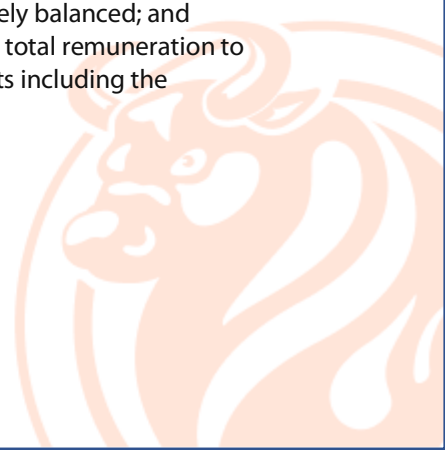 ely balanced; and
total remuneration to
ts including the